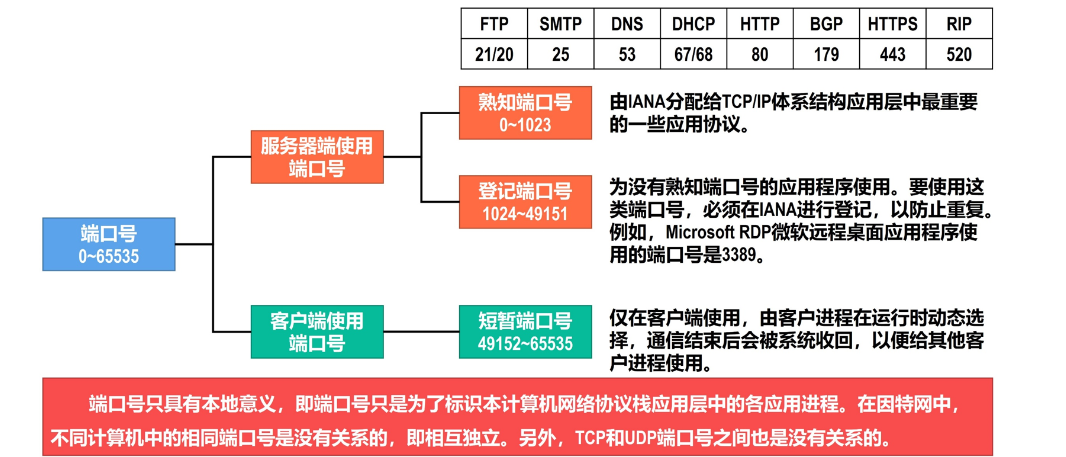 FTP SMTP DNS DHCP HTTP BGP HTTPS RIP
21/20 25 53 67/68 80 179 443 520
熟知端口号
0~1023
由IANA分配给TCP/IP体系结构应用层中最重要
的一些应用协议。
服务器端使用
端口号
登记端口号
1024~49151
为没有熟知端口号的应用程序使用。要使用这
类端口号，必须在IANA进行登记，以防止重复。
例如，Microsoft RDP微软远程桌面应用程序使
用的端口号是3389。
端口号
0~65535
客户端使用
端口号
短暂端口号
49152~65535
仅在客户端使用，由客户进程在运行时动态选
择，通信结束后会被系统收回，以便给其他客
户进程使用。
端口号只具有本地意义，即端口号只是为了标识本计算机网络协议栈应用层中的各应用进程。在因特网中，
不同计算机中的相同端口号是没有关系的，即相互独立。另外，TCP和UDP端口号之间也是没有关系的。